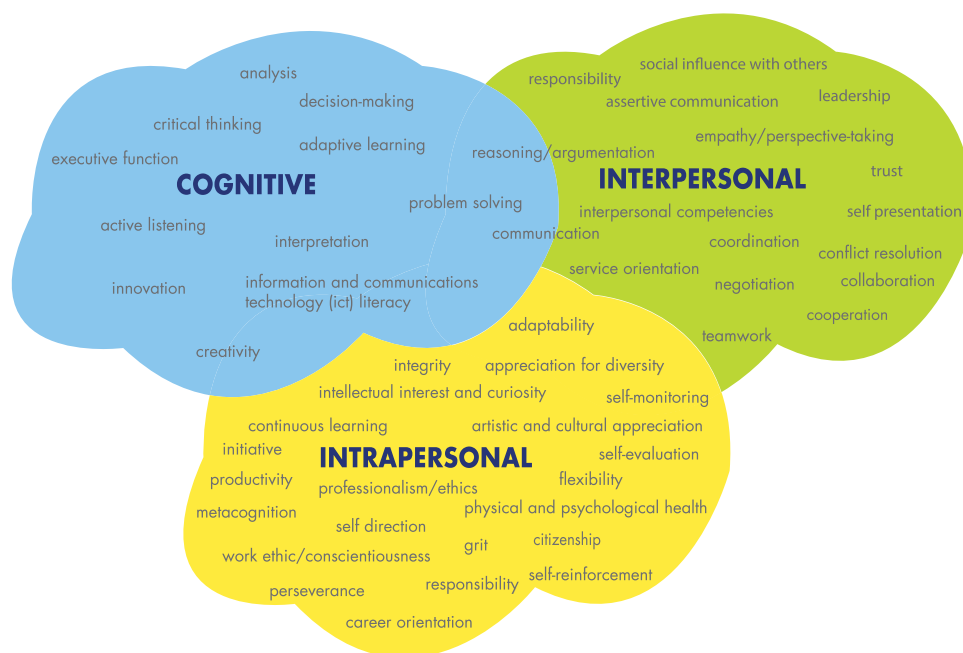 analysis
decision-making
critical thinking
adaptive learning
executive function
COGNITIVE
problem solving
active listening
interpretation
innovation
information and communications
technology (ict) literacy
creativity
reasoning/argumentation
communication
social influence with others
responsibility
leadership
assertive communication
empathy/perspective-taking
trust
INTERPERSONAL
interpersonal competencies
self presentation
coordination
conflict resolution
service orientation
collaboration
negotiation
cooperation
teamwork
adaptability
integrity
appreciation for diversity
intellectual interest and curiosity
self-monitoring
continuous learning
artistic and cultural appreciation
initiative
INTRAPERSONAL
self-evaluation
productivity
flexibility
professionalism/ethics
metacognition
physical and psychological health
self direction
grit
citizenship
work ethic/conscientiousness
self-reinforcement
responsibility
perseverance
career orientation